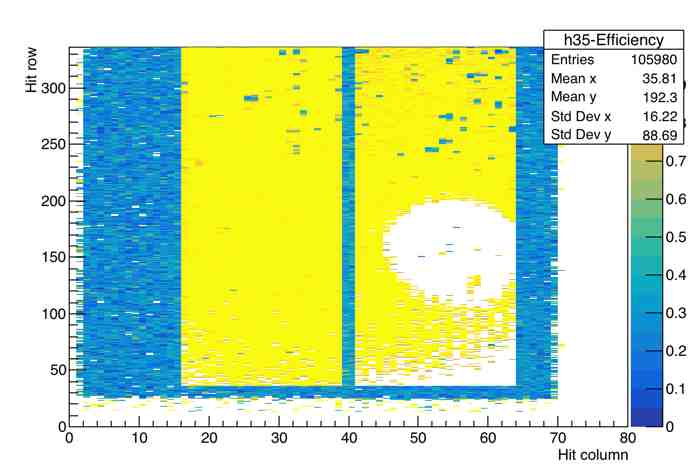 h35-Efficiency
Entries 105980
Mean x 35.81
Mean y 192.3
Std Dev x 16.22
Std Dev y 88.69
Hit row
300
250
200
150
100
50
0
0 10 20 30 40 50 60 70 80
Hit column
0.7
0.6
0.5
0.4
0.3
0.2
0.1
0